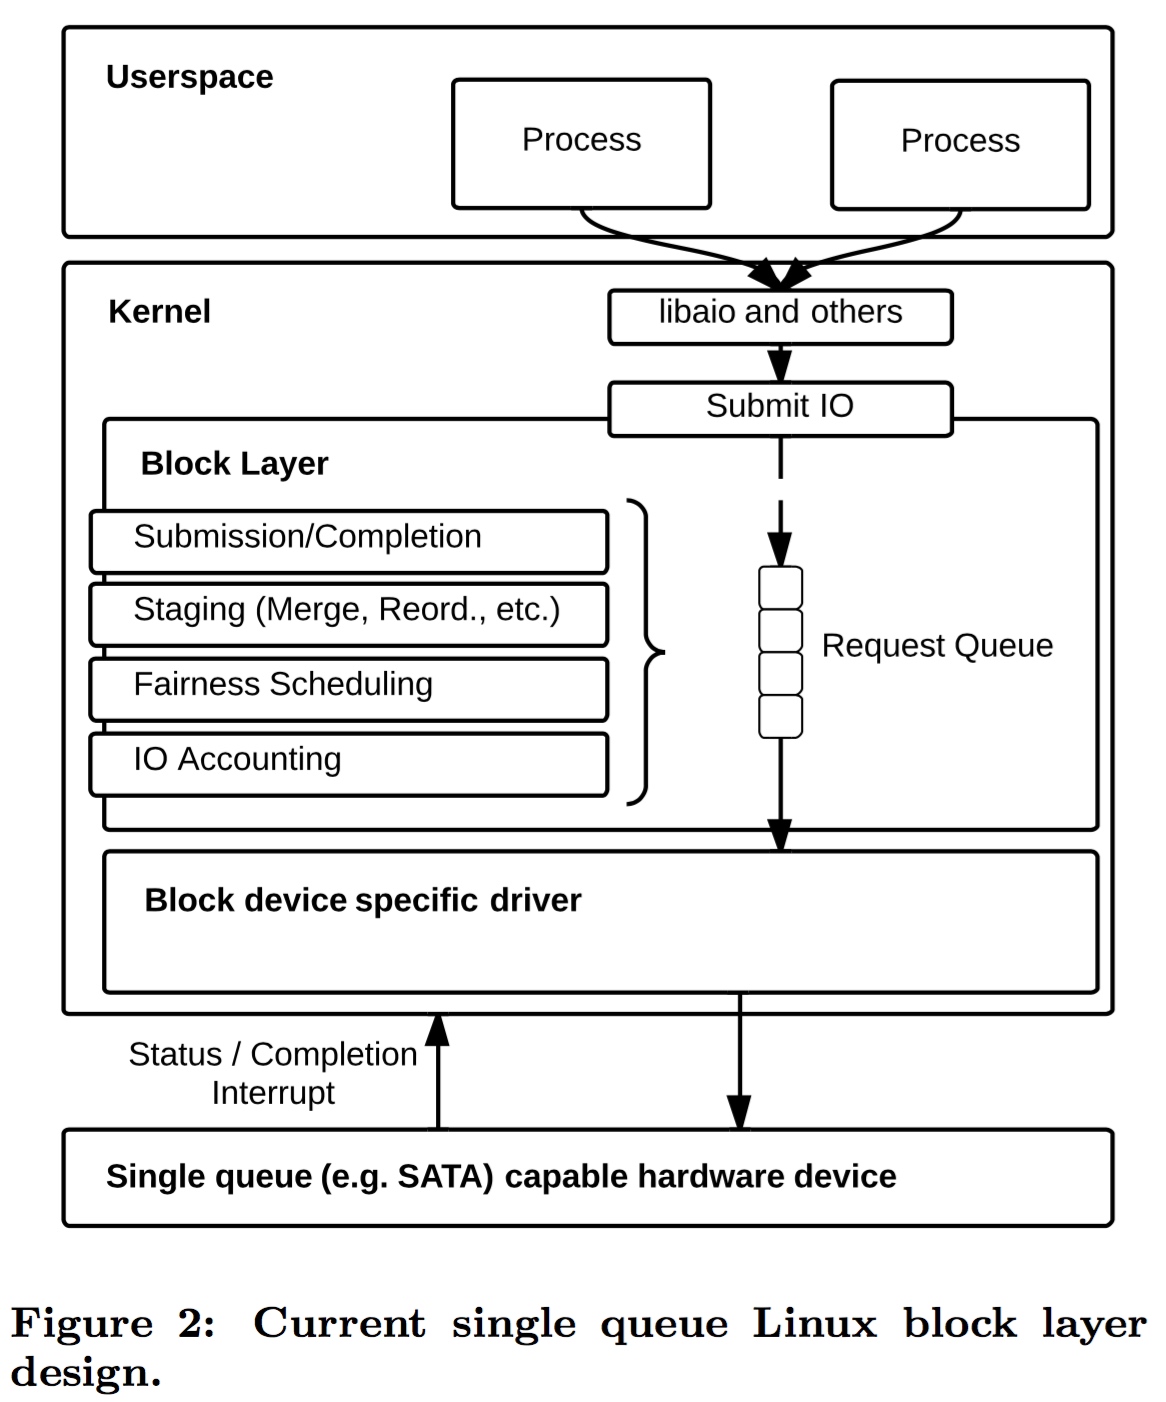 Userspace
Process
Process
Kernel
libaio and others
Submit IO
Block Layer
Submission/Completion
Staging (Merge, Reord., etc.)
Fairness Scheduling
IO Accounting
Request Queue
Block device specific driver
Status / Completion
Interrupt
Single queue (e.g. SATA) capable hardware device
Figure 2: Current single queue Linux block layer
design.